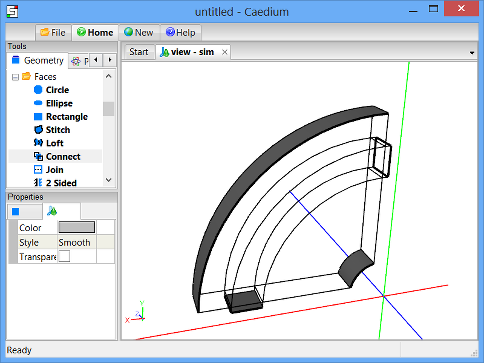 untitled - Caedium
File
Home
New
Help
Tools
Geometry
P
Faces
Circle
Ellipse
Rectangle
Stitch
Loft
Connect
Join
2 Sided
Properties
Color
Style Smooth
Transpare
Start
view - sim
Y
Z
X
Ready